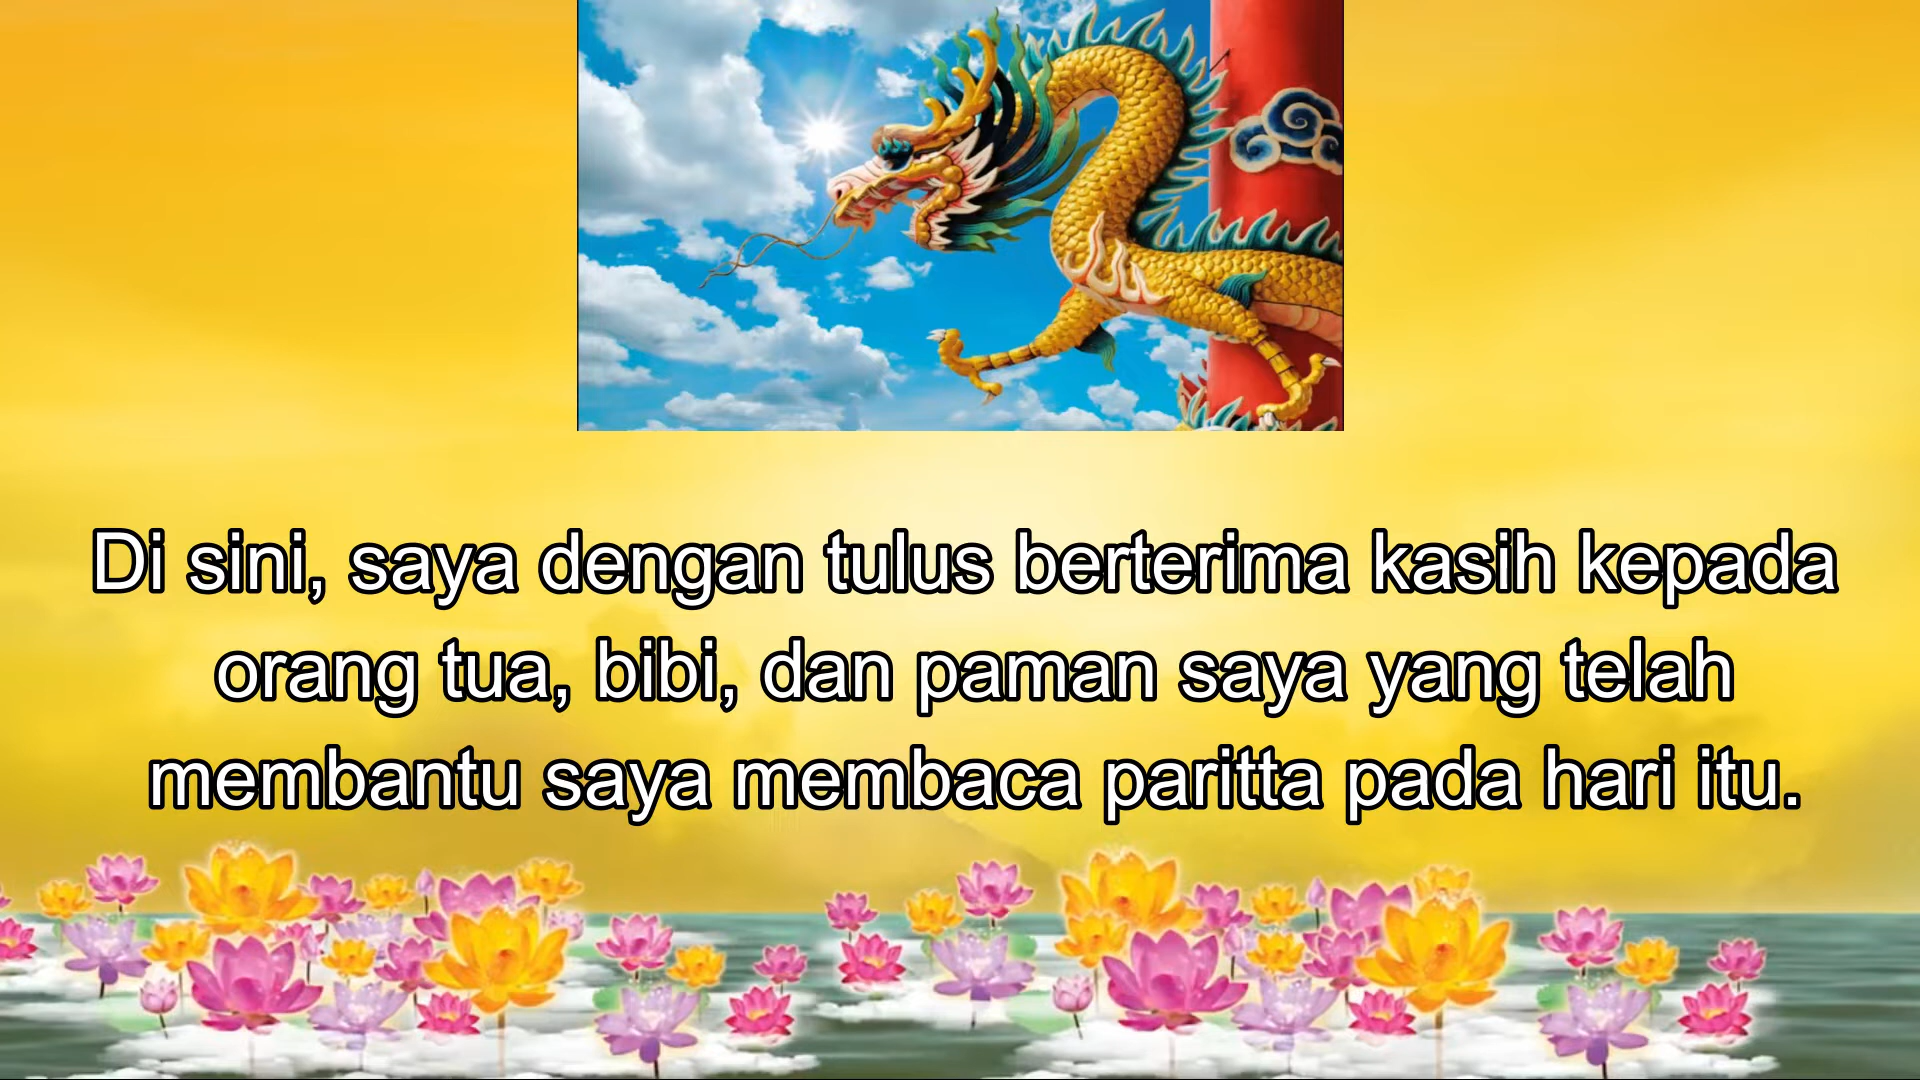 Di sini, saya dengan tulus berterima kasih kepada
orang tua, bibi, dan paman saya yang telah
membantu saya membaca paritta pada hari itu.